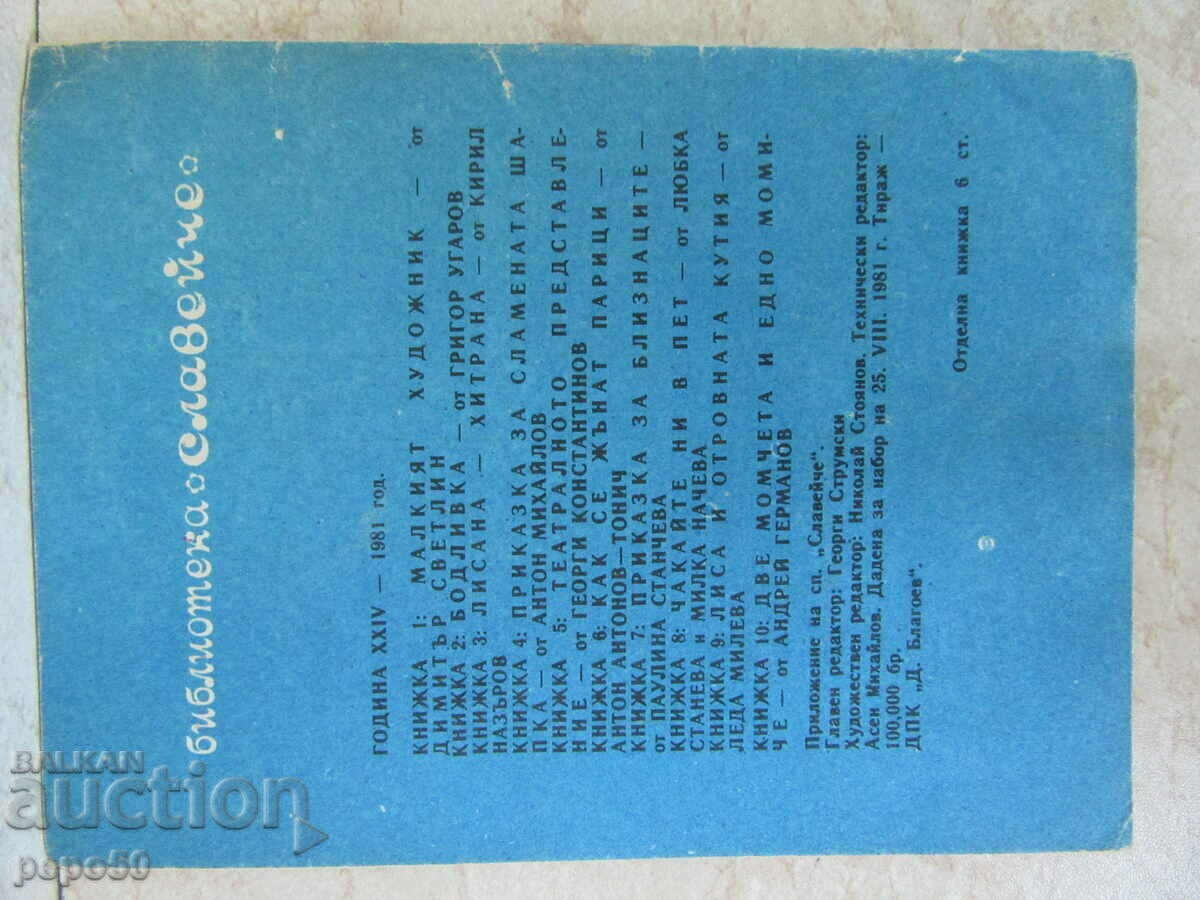 библиотека славейче
ГОДИНА XXIV — 1981 год.
КНИЖКА 1: МАЛКИЯТ ХУДОЖНИК — от
ДИМИТЪР СВЕТЛИН
КНИЖКА 2: БОДЛИВКА — от ГРИГОР УГАРОВ
КНИЖКА 3: ЛИСАНА — ХИТРАНА — от КИРИЛ
НАЗЪРОВ
КНИЖКА 4: ПРИКАЗКА ЗА СЛАМЕНАТА ША-
ПКА — от АНТОН МИХАЙЛОВ
КНИЖКА 5: ТЕАТРАЛНОТО ПРЕДСТАВЛЕ-
НИЕ — от ГЕОРГИ КОНСТАНТИНОВ
КНИЖКА 6: КАК СЕ ЖЪНАТ ПАРИЦИ — от
АНТОН АНТОНОВ—ТОНИЧ
КНИЖКА 7: ПРИКАЗКА ЗА БЛИЗНАЦИТЕ —
от ПАУЛИНА СТАНЧЕВА
КНИЖКА 8: ЧАКАЙТЕ НИ В ПЕТ — от ЛЮБКА
СТАНЕВА и МИЛКА НАЧЕВА
КНИЖКА 9: ЛИСА И ОТРОВНАТА КУТИЯ — от
ЛЕДА МИЛЕВА
КНИЖКА 10: ДВЕ МОМЧЕТА И ЕДНО МОМИ-
ЧЕ — от АНДРЕЙ ГЕРМАНОВ
Приложение на сп. „Славейче“.
Главен редактор: Георги Струмски
Художествен редактор: Николай Стоянов. Технически редактор:
Асен Михайлов. Дадена за набор на 25. VIII. 1981 г. Тираж —
100,000 бр.
ДПК „Д. Благоев“.
Отделна книжка 6 ст.
BALKAN
auction
pepo50